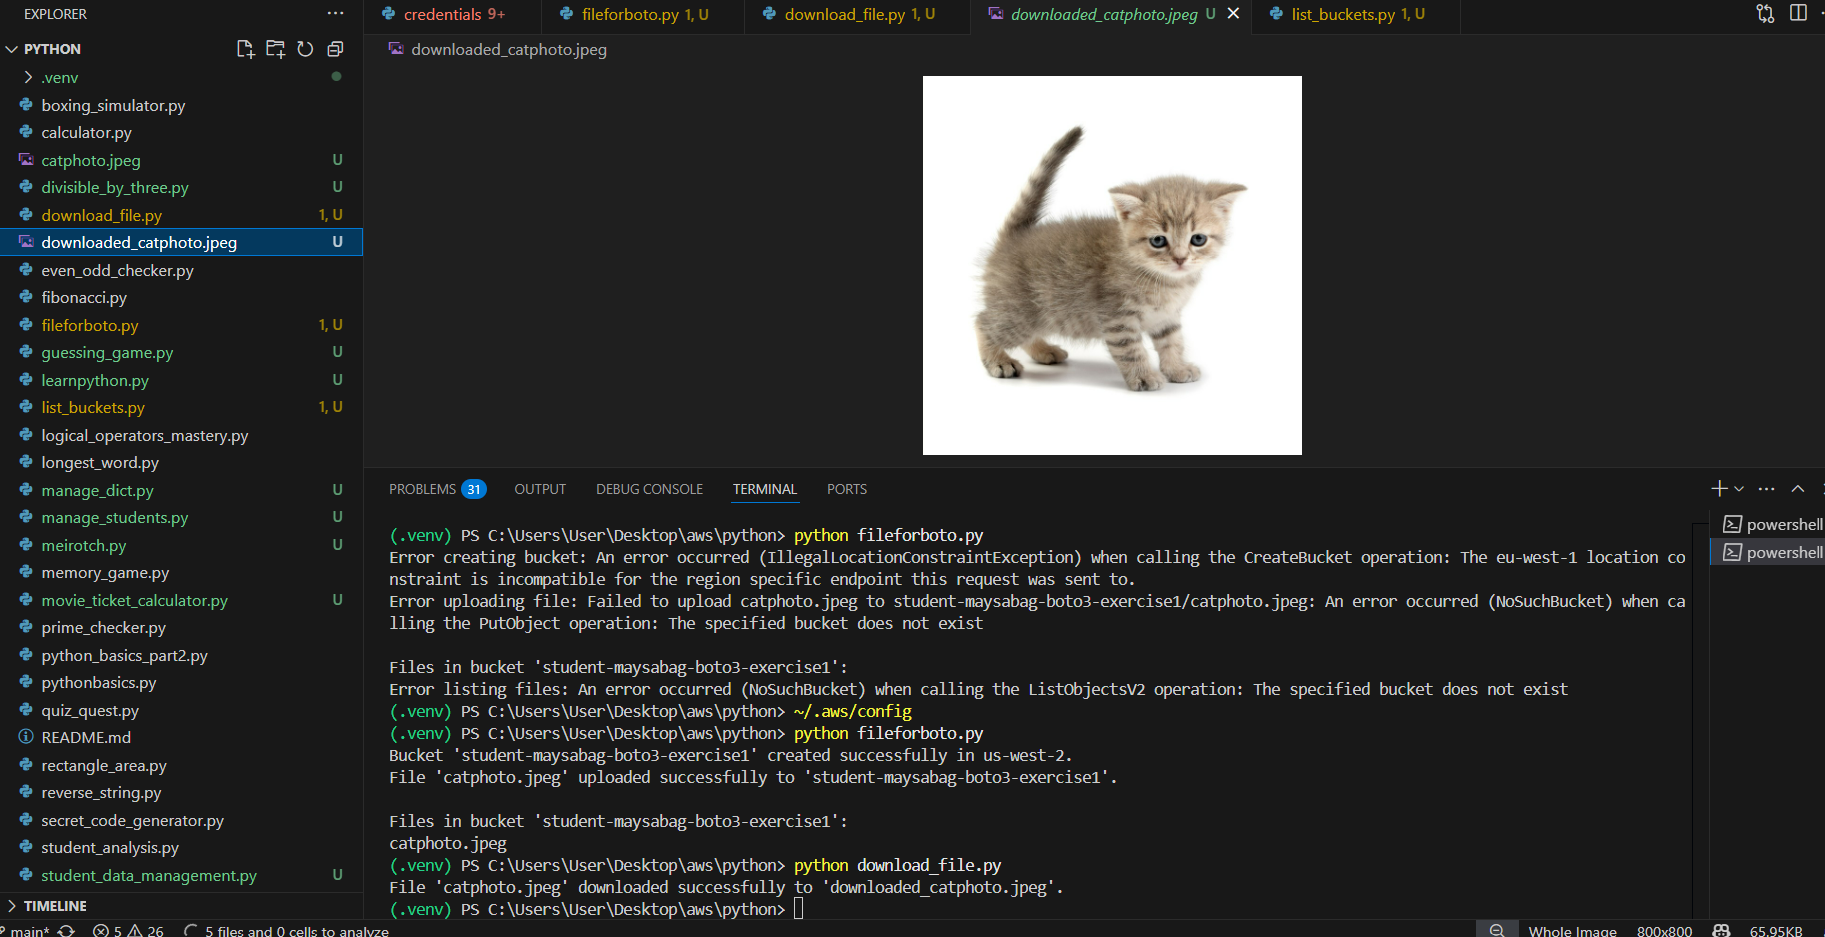 EXPLORER
PYTHON
.venv
boxing_simulator.py
calculator.py
catphoto.jpeg U
divisible_by_three.py U
download_file.py 1, U
downloaded_catphoto.jpeg U
even_odd_checker.py
fibonacci.py
fileforboto.py 1, U
guessing_game.py U
learnpython.py U
list_buckets.py 1, U
logical_operators_mastery.py
longest_word.py
manage_dict.py U
manage_students.py U
meirotch.py U
memory_game.py
movie_ticket_calculator.py U
prime_checker.py
python_basics_part2.py
pythonbasics.py
quiz_quest.py
README.md
rectangle_area.py
reverse_string.py
secret_code_generator.py
student_analysis.py
student_data_management.py U
TIMELINE
credentials 9+ fileforboto.py 1, U download_file.py 1, U downloaded_catphoto.jpeg U list_buckets.py 1, U
downloaded_catphoto.jpeg
PROBLEMS 31 OUTPUT DEBUG CONSOLE TERMINAL PORTS
(.venv) PS C:\Users\User\Desktop\aws\python> python fileforboto.py
Error creating bucket: An error occurred (IllegalLocationConstraintException) when calling the CreateBucket operation: The eu-west-1 location co
nstraint is incompatible for the region specific endpoint this request was sent to.
Error uploading file: Failed to upload catphoto.jpeg to student-maysabag-boto3-exercise1/catphoto.jpeg: An error occurred (NoSuchBucket) when ca
lling the PutObject operation: The specified bucket does not exist
Files in bucket 'student-maysabag-boto3-exercise1':
Error listing files: An error occurred (NoSuchBucket) when calling the ListObjectsV2 operation: The specified bucket does not exist
(.venv) PS C:\Users\User\Desktop\aws\python> ~/.aws/config
(.venv) PS C:\Users\User\Desktop\aws\python> python fileforboto.py
Bucket 'student-maysabag-boto3-exercise1' created successfully in us-west-2.
File 'catphoto.jpeg' uploaded successfully to 'student-maysabag-boto3-exercise1'.
Files in bucket 'student-maysabag-boto3-exercise1':
catphoto.jpeg
(.venv) PS C:\Users\User\Desktop\aws\python> python download_file.py
File 'catphoto.jpeg' downloaded successfully to 'downloaded_catphoto.jpeg'.
(.venv) PS C:\Users\User\Desktop\aws\python>
powershell
powershell
main* 5 26 5 files and 0 cells to analyze Whole Image 800x800 65.95KB